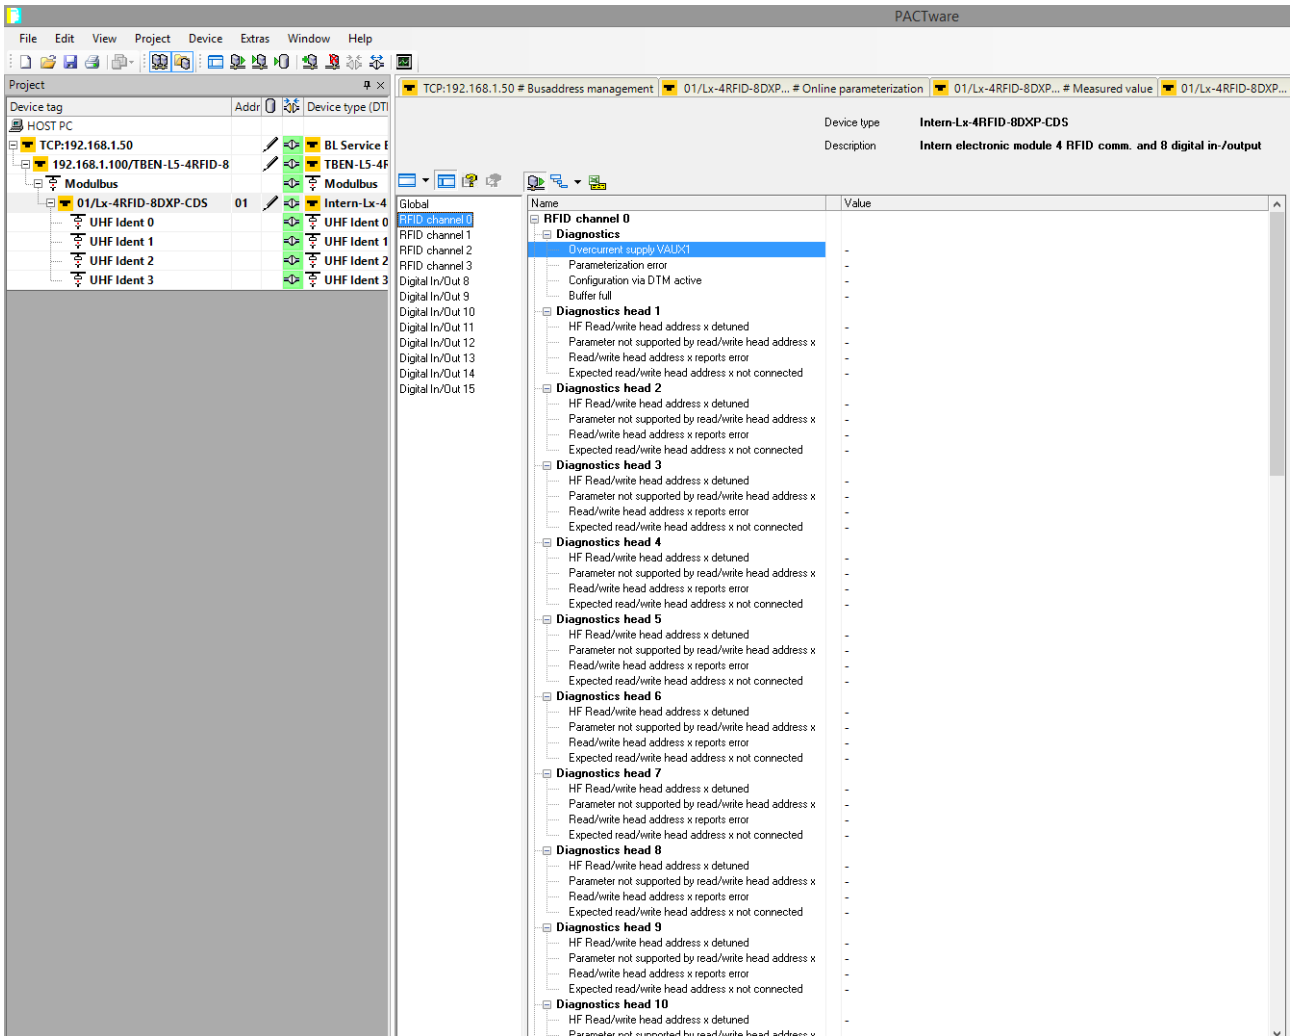 PACTware
File Edit View Project Device Extras Window Help
Project
Device tag Addr Device type (DTI
HOST PC
TCP:192.168.1.50 BL Service E
192.168.1.100/TBEN-L5-4RFID-8 TBEN-L5-4R
Modulbus Modulbus
01/Lx-4RFID-8DXP-CDS 01 Intern-Lx-4
UHF Ident 0 UHF Ident 0
UHF Ident 1 UHF Ident 1
UHF Ident 2 UHF Ident 2
UHF Ident 3 UHF Ident 3
TCP:192.168.1.50 # Busaddress management 01/Lx-4RFID-8DXP... # Online parameterization 01/Lx-4RFID-8DXP... # Measured value 01/Lx-4RFID-8DXP...
Device type Intern-Lx-4RFID-8DXP-CDS
Description Intern electronic module 4 RFID comm. and 8 digital in-/output
Global
RFID channel 0
RFID channel 1
RFID channel 2
RFID channel 3
Digital In/Out 8
Digital In/Out 9
Digital In/Out 10
Digital In/Out 11
Digital In/Out 12
Digital In/Out 13
Digital In/Out 14
Digital In/Out 15
Name Value
RFID channel 0
Diagnostics
Overcurrent supply VAUX1 -
Parameterization error -
Configuration via DTM active -
Buffer full -
Diagnostics head 1
HF Read/write head address x detuned -
Parameter not supported by read/write head address x -
Read/write head address x reports error -
Expected read/write head address x not connected -
Diagnostics head 2
HF Read/write head address x detuned -
Parameter not supported by read/write head address x -
Read/write head address x reports error -
Expected read/write head address x not connected -
Diagnostics head 3
HF Read/write head address x detuned -
Parameter not supported by read/write head address x -
Read/write head address x reports error -
Expected read/write head address x not connected -
Diagnostics head 4
HF Read/write head address x detuned -
Parameter not supported by read/write head address x -
Read/write head address x reports error -
Expected read/write head address x not connected -
Diagnostics head 5
HF Read/write head address x detuned -
Parameter not supported by read/write head address x -
Read/write head address x reports error -
Expected read/write head address x not connected -
Diagnostics head 6
HF Read/write head address x detuned -
Parameter not supported by read/write head address x -
Read/write head address x reports error -
Expected read/write head address x not connected -
Diagnostics head 7
HF Read/write head address x detuned -
Parameter not supported by read/write head address x -
Read/write head address x reports error -
Expected read/write head address x not connected -
Diagnostics head 8
HF Read/write head address x detuned -
Parameter not supported by read/write head address x -
Read/write head address x reports error -
Expected read/write head address x not connected -
Diagnostics head 9
HF Read/write head address x detuned -
Parameter not supported by read/write head address x -
Read/write head address x reports error -
Expected read/write head address x not connected -
Diagnostics head 10
HF Read/write head address x detuned -
Parameter not supported by read/write head address x